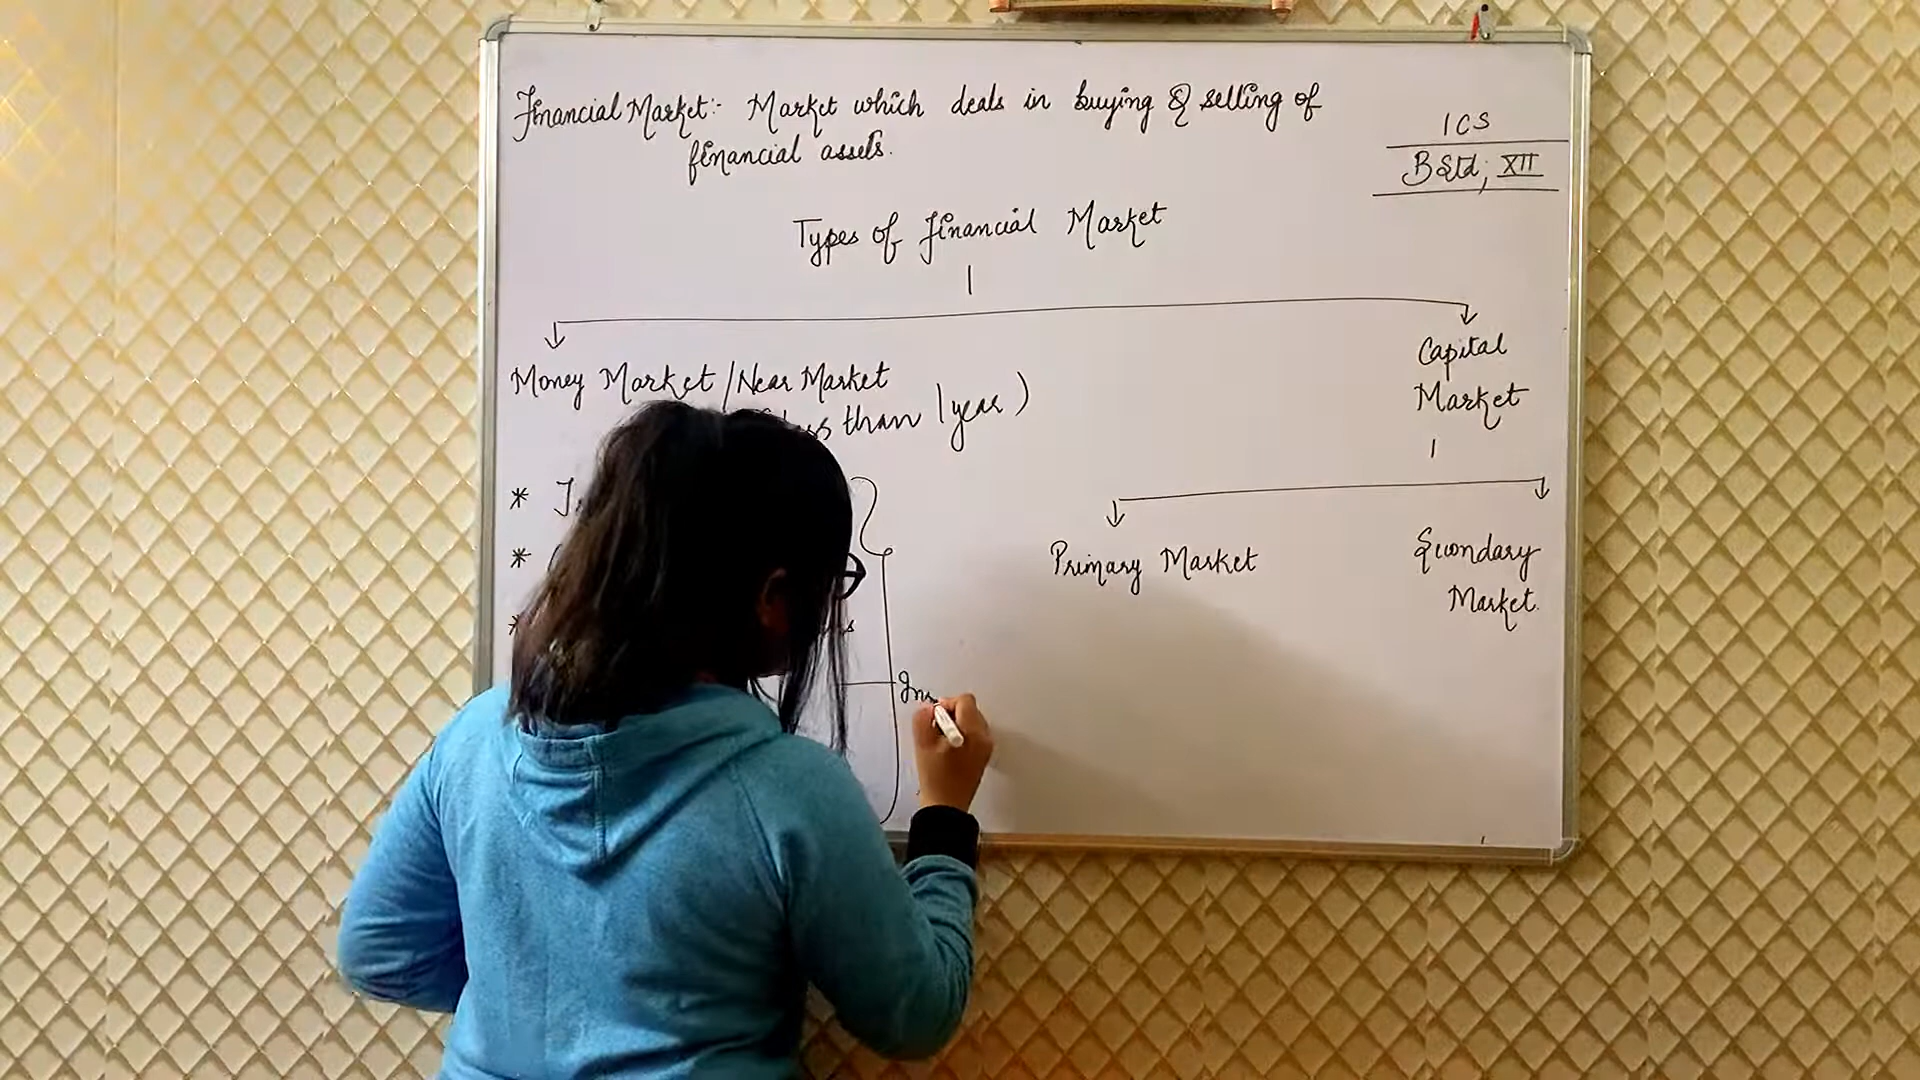 Financial Market:- Market which deals in buying & selling of
financial assets.
ICS
BStd; XII
Types of Financial Market
Money Market/Near Market
than 1 year)
Capital
Market
*
*
*
Primary Market
Secondary
Market.